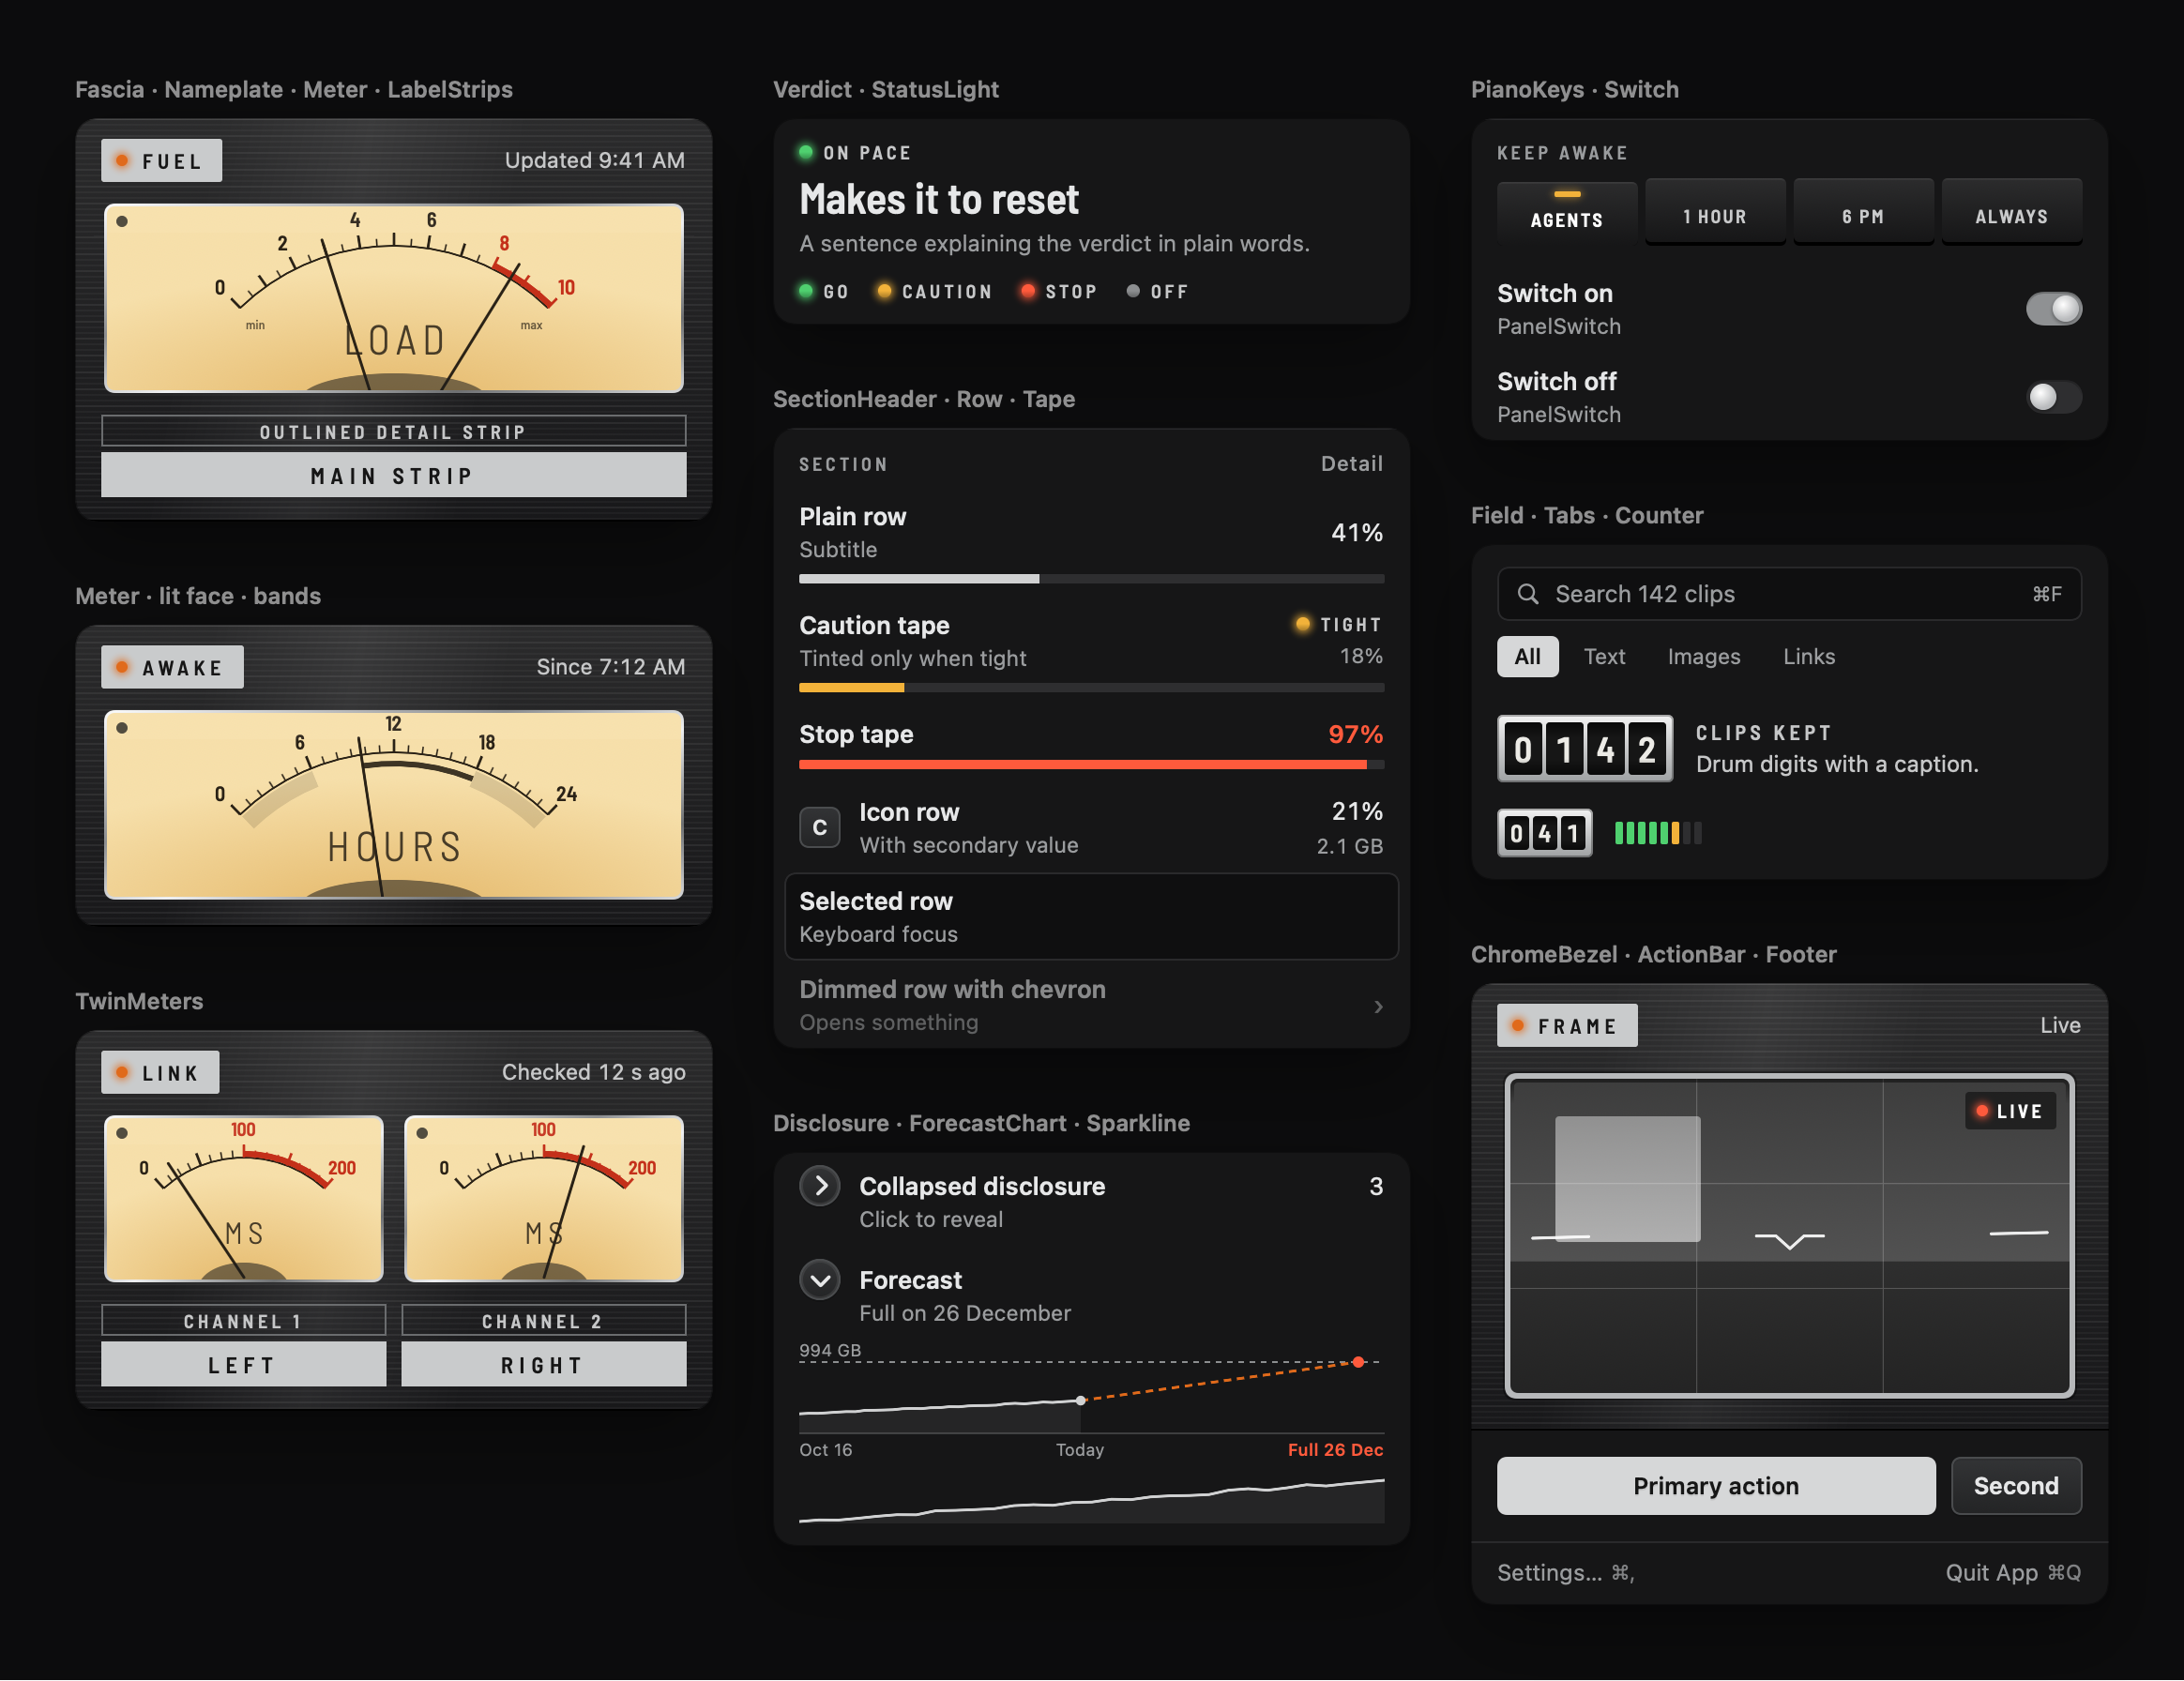 Fascia · Nameplate · Meter · LabelStrips
FUEL
Updated 9:41 AM
0
2
4
6
8
10
min
max
LOAD
OUTLINED DETAIL STRIP
MAIN STRIP
Meter · lit face · bands
AWAKE
Since 7:12 AM
0
6
12
18
24
HOURS
TwinMeters
LINK
Checked 12 s ago
0
100
200
MS
0
100
200
MS
CHANNEL 1
CHANNEL 2
LEFT
RIGHT
Verdict · StatusLight
ON PACE
Makes it to reset
A sentence explaining the verdict in plain words.
GO
CAUTION
STOP
OFF
SectionHeader · Row · Tape
SECTION
Detail
Plain row
Subtitle
41%
Caution tape
Tinted only when tight
TIGHT
18%
Stop tape
97%
C
Icon row
With secondary value
21%
2.1 GB
Selected row
Keyboard focus
Dimmed row with chevron
Opens something
Disclosure · ForecastChart · Sparkline
Collapsed disclosure
Click to reveal
3
Forecast
Full on 26 December
994 GB
Oct 16
Today
Full 26 Dec
PianoKeys · Switch
KEEP AWAKE
AGENTS
1 HOUR
6 PM
ALWAYS
Switch on
PanelSwitch
Switch off
PanelSwitch
Field · Tabs · Counter
Search 142 clips
⌘F
All
Text
Images
Links
0142
CLIPS KEPT
Drum digits with a caption.
041
ChromeBezel · ActionBar · Footer
FRAME
Live
LIVE
Primary action
Second
Settings... ⌘,
Quit App ⌘Q